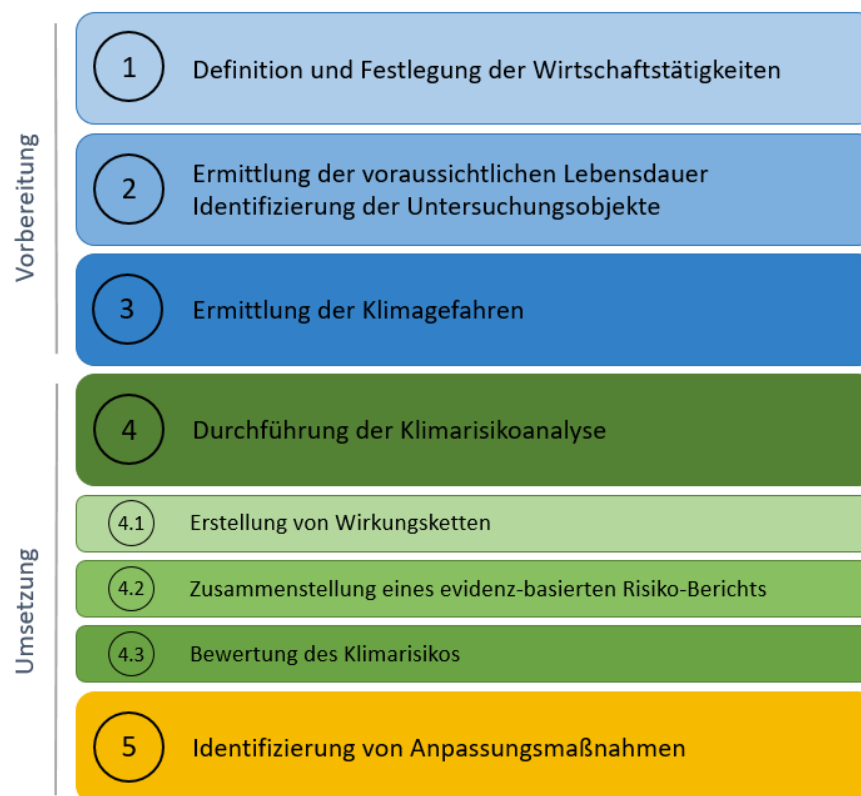 Vorbereitung
1
Definition und Festlegung der Wirtschaftstätigkeiten
2
Ermittlung der voraussichtlichen Lebensdauer
Identifizierung der Untersuchungsobjekte
3
Ermittlung der Klimagefahren
Umsetzung
4
Durchführung der Klimarisikoanalyse
4.1
Erstellung von Wirkungsketten
4.2
Zusammenstellung eines evidenz-basierten Risiko-Berichts
4.3
Bewertung des Klimarisikos
5
Identifizierung von Anpassungsmaßnahmen